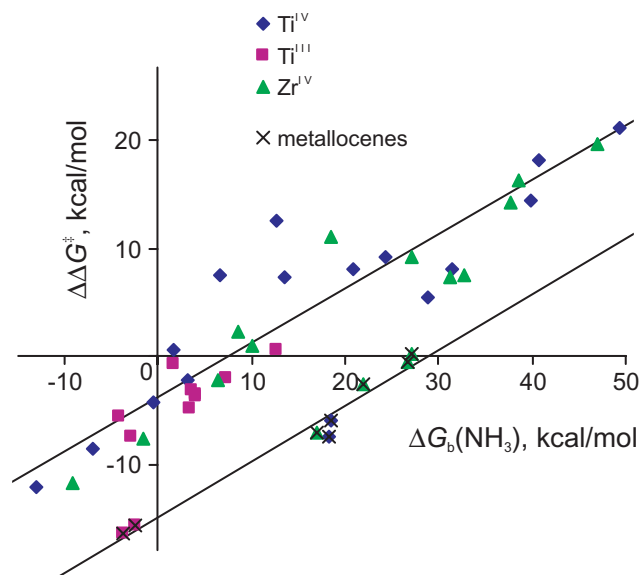 Ti^IV
Ti^III
Zr^IV
metallocenes
ΔΔG‡, kcal/mol
20
10
0
-10
-10
10
20
30
40
50
ΔG_b(NH₃), kcal/mol